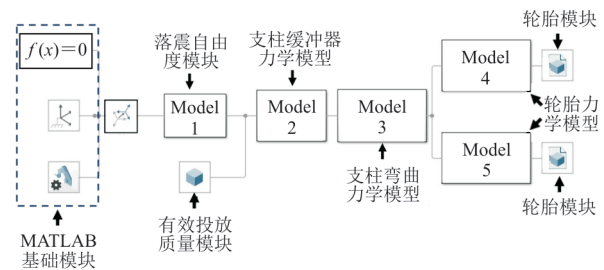 f(x)=0
MATLAB
基础模块
落震自由
度模块
Model
1
有效投放
质量模块
支柱缓冲器
力学模型
Model
2
Model
3
支柱弯曲
力学模型
Model
4
轮胎模块
轮胎力
学模型
Model
5
轮胎模块